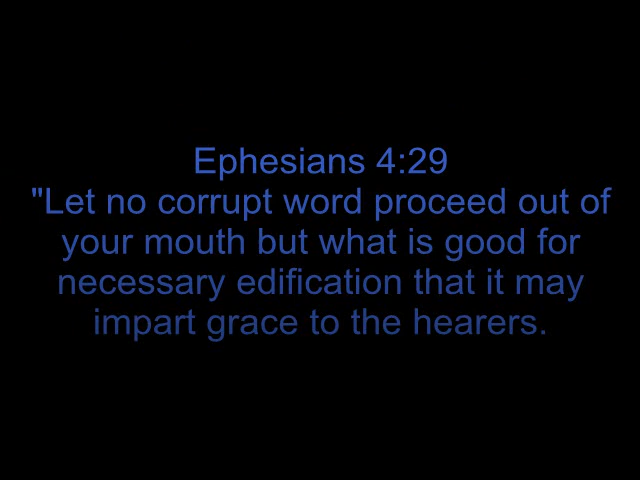 Ephesians 4:29
"Let no corrupt word proceed out of
your mouth but what is good for
necessary edification that it may
impart grace to the hearers.